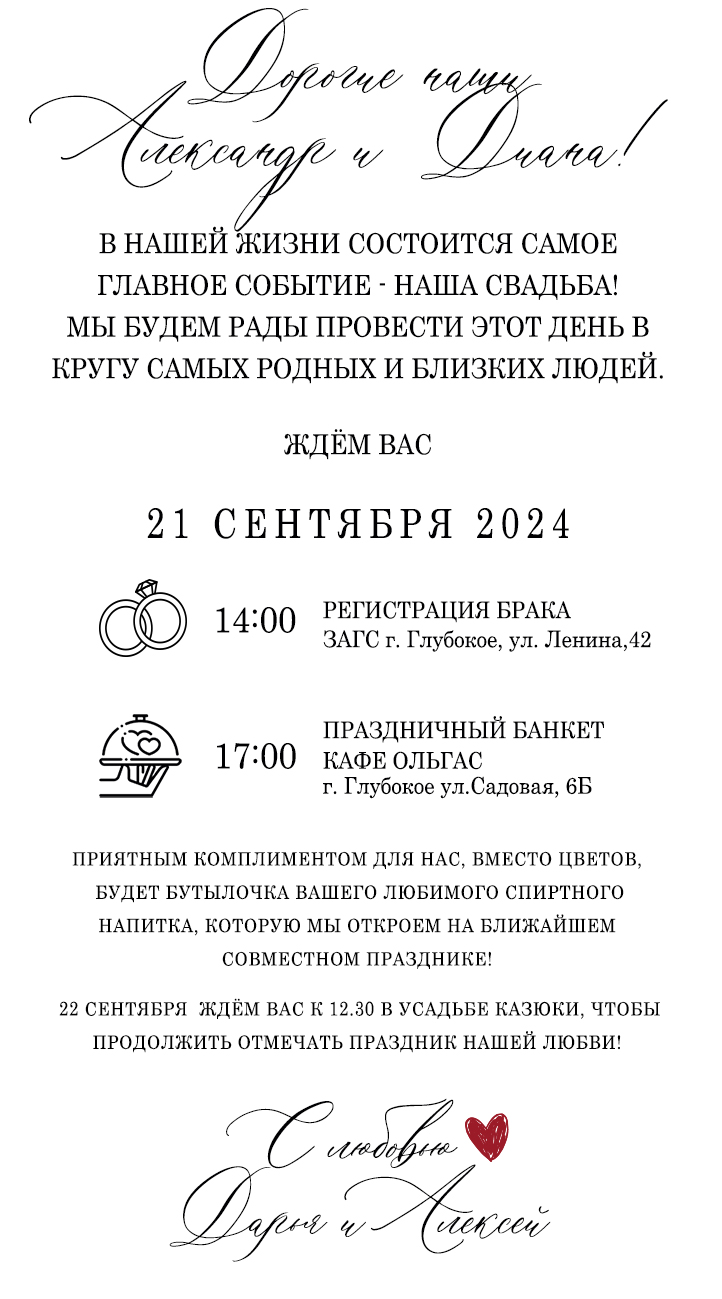 Дорогие наши
Александр и Диана!
В НАШЕЙ ЖИЗНИ СОСТОИТСЯ САМОЕ
ГЛАВНОЕ СОБЫТИЕ - НАША СВАДЬБА!
МЫ БУДЕМ РАДЫ ПРОВЕСТИ ЭТОТ ДЕНЬ В
КРУГУ САМЫХ РОДНЫХ И БЛИЗКИХ ЛЮДЕЙ.
ЖДЁМ ВАС
21 СЕНТЯБРЯ 2024
14:00
РЕГИСТРАЦИЯ БРАКА
ЗАГС г. Глубокое, ул. Ленина,42
17:00
ПРАЗДНИЧНЫЙ БАНКЕТ
КАФЕ ОЛЬГАС
г. Глубокое ул.Садовая, 6Б
ПРИЯТНЫМ КОМПЛИМЕНТОМ ДЛЯ НАС, ВМЕСТО ЦВЕТОВ,
БУДЕТ БУТЫЛОЧКА ВАШЕГО ЛЮБИМОГО СПИРТНОГО
НАПИТКА, КОТОРУЮ МЫ ОТКРОЕМ НА БЛИЖАЙШЕМ
СОВМЕСТНОМ ПРАЗДНИКЕ!
22 СЕНТЯБРЯ ЖДЁМ ВАС К 12.30 В УСАДЬБЕ КАЗЮКИ, ЧТОБЫ
ПРОДОЛЖИТЬ ОТМЕЧАТЬ ПРАЗДНИК НАШЕЙ ЛЮБВИ!
С любовью
Дарья и Алексей